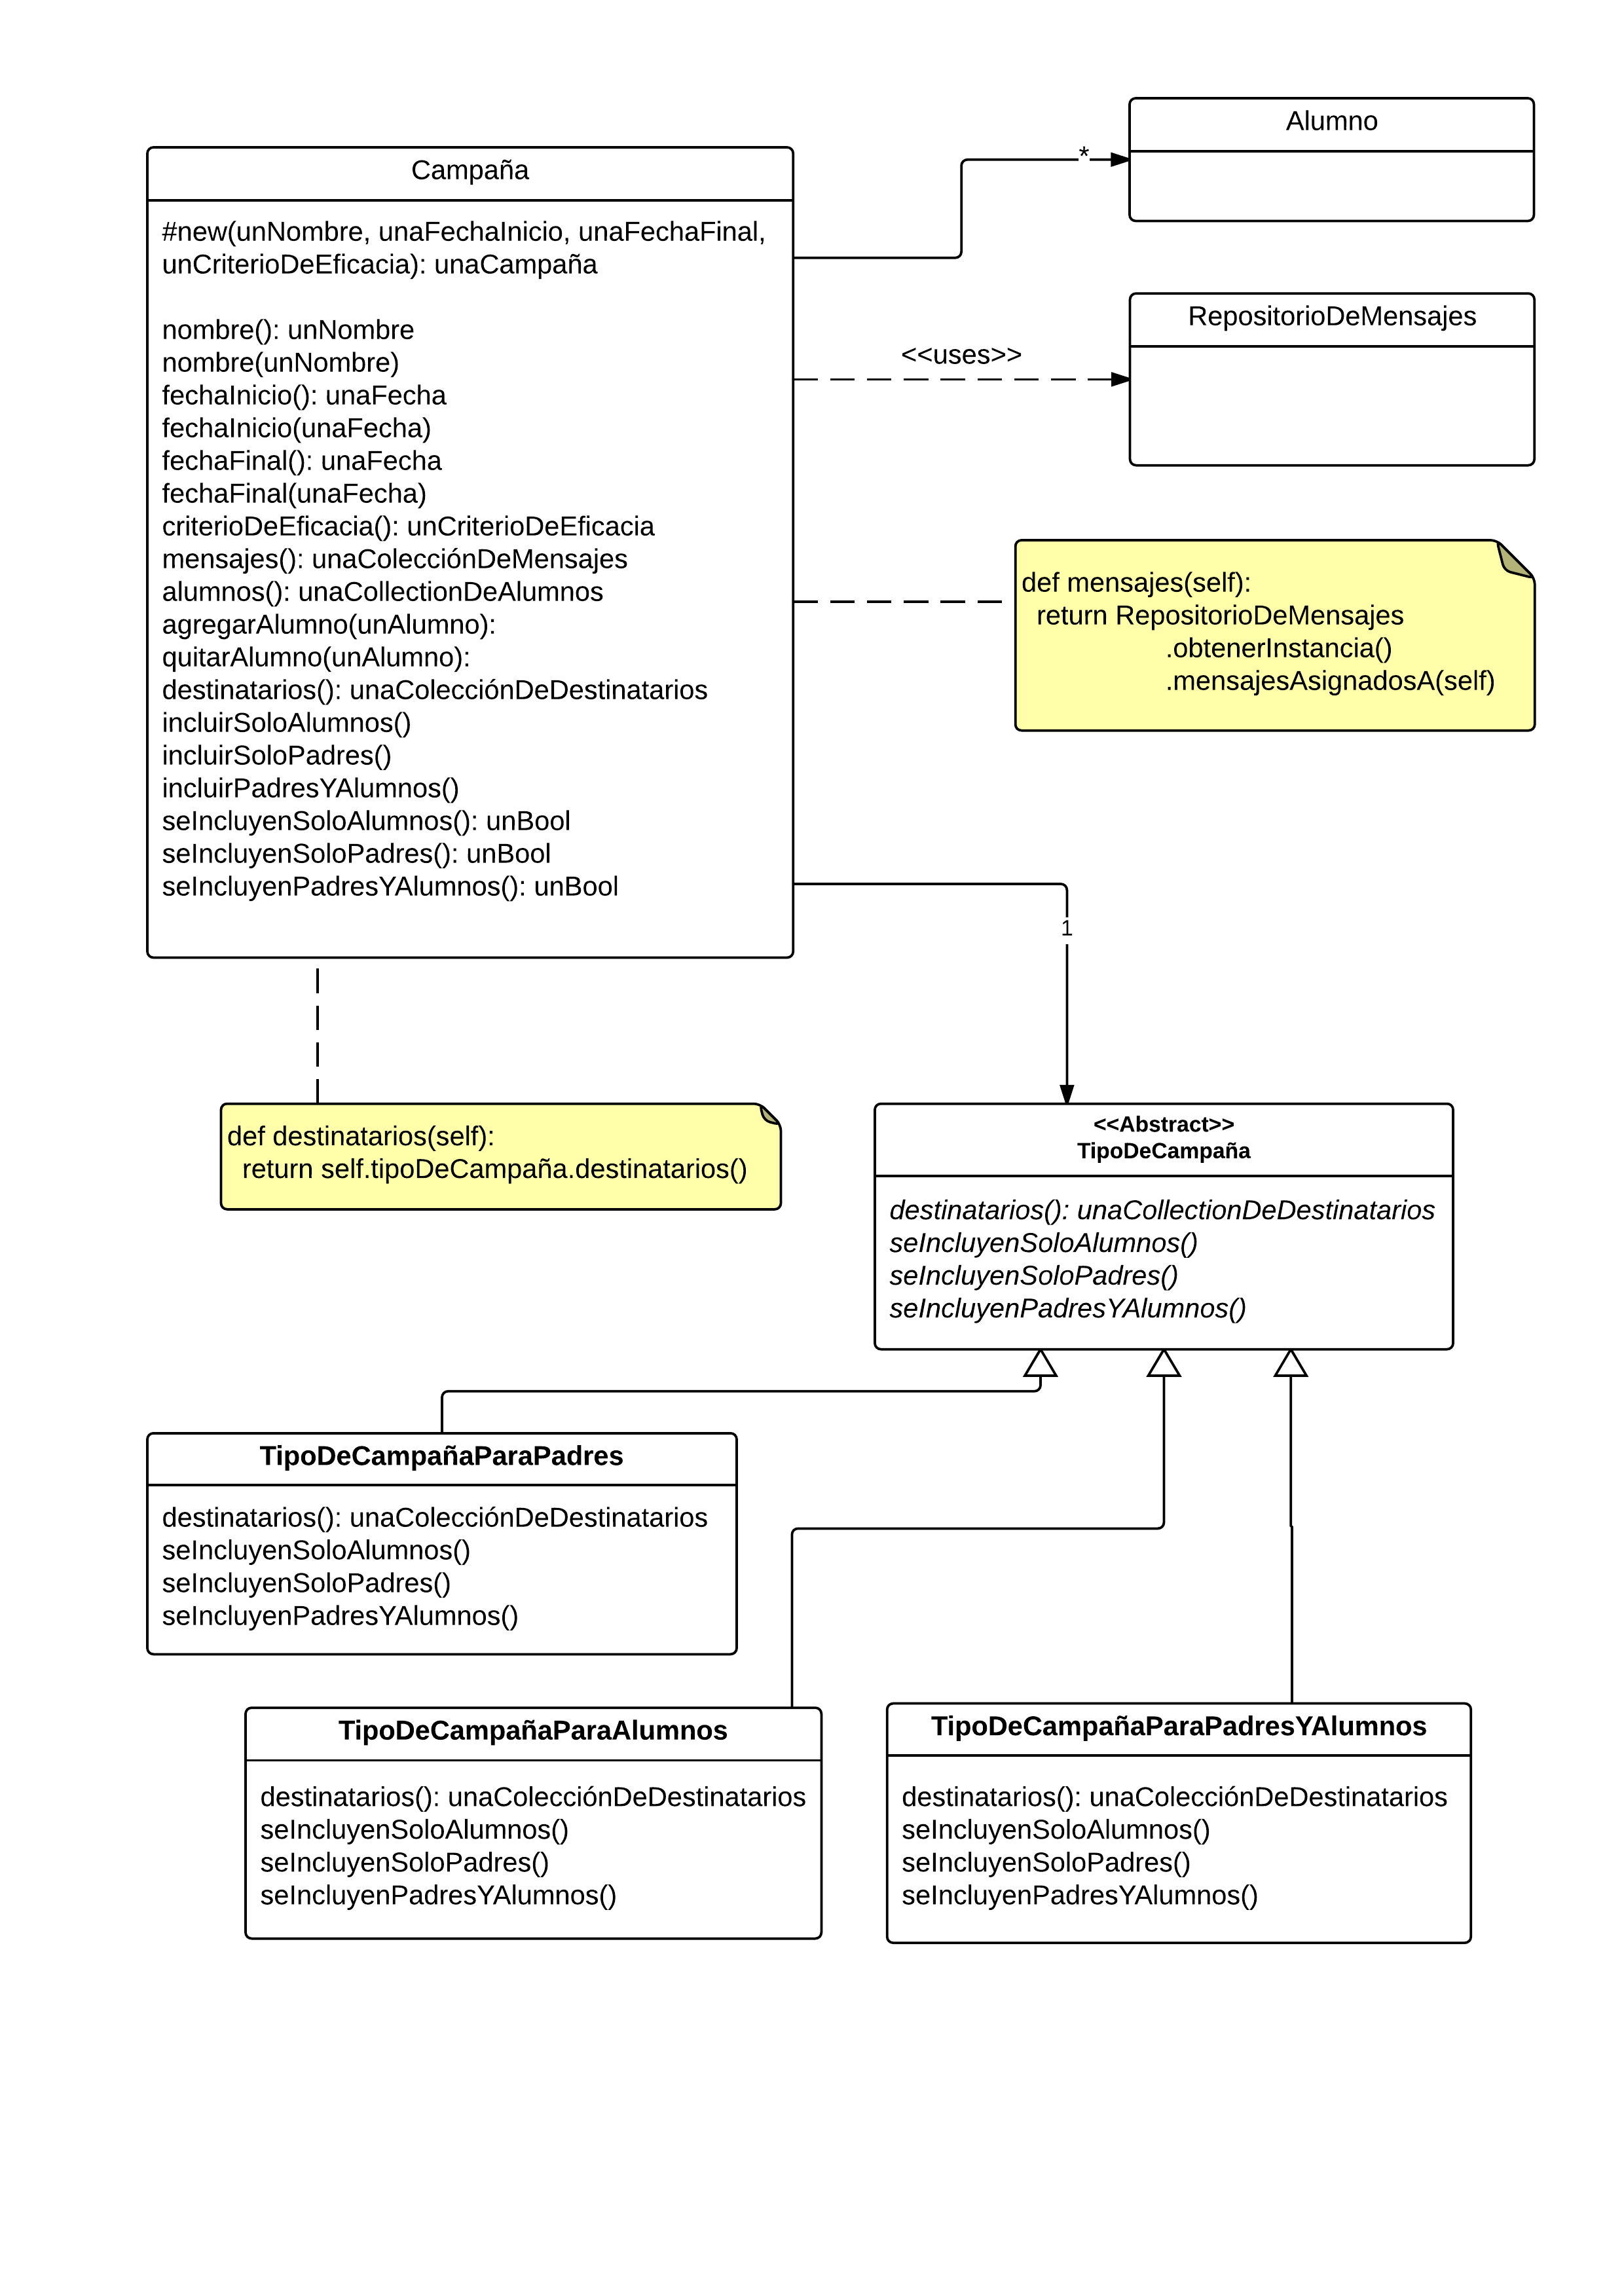 Campaña
#new(unNombre, unaFechaInicio, unaFechaFinal,
unCriterioDeEficacia): unaCampaña
nombre(): unNombre
nombre(unNombre)
fechaInicio(): unaFecha
fechaInicio(unaFecha)
fechaFinal(): unaFecha
fechaFinal(unaFecha)
criterioDeEficacia(): unCriterioDeEficacia
mensajes(): unaColecciónDeMensajes
alumnos(): unaCollectionDeAlumnos
agregarAlumno(unAlumno):
quitarAlumno(unAlumno):
destinatarios(): unaColecciónDeDestinatarios
incluirSoloAlumnos()
incluirSoloPadres()
incluirPadresYAlumnos()
seIncluyenSoloAlumnos(): unBool
seIncluyenSoloPadres(): unBool
seIncluyenPadresYAlumnos(): unBool
*
Alumno
<<uses>>
RepositorioDeMensajes
def mensajes(self):
return RepositorioDeMensajes
.obtenerInstancia()
.mensajesAsignadosA(self)
1
def destinatarios(self):
return self.tipoDeCampaña.destinatarios()
<<Abstract>>
TipoDeCampaña
destinatarios(): unaCollectionDeDestinatarios
seIncluyenSoloAlumnos()
seIncluyenSoloPadres()
seIncluyenPadresYAlumnos()
TipoDeCampañaParaPadres
destinatarios(): unaColecciónDeDestinatarios
seIncluyenSoloAlumnos()
seIncluyenSoloPadres()
seIncluyenPadresYAlumnos()
TipoDeCampañaParaAlumnos
destinatarios(): unaColecciónDeDestinatarios
seIncluyenSoloAlumnos()
seIncluyenSoloPadres()
seIncluyenPadresYAlumnos()
TipoDeCampañaParaPadresYAlumnos
destinatarios(): unaColecciónDeDestinatarios
seIncluyenSoloAlumnos()
seIncluyenSoloPadres()
seIncluyenPadresYAlumnos()